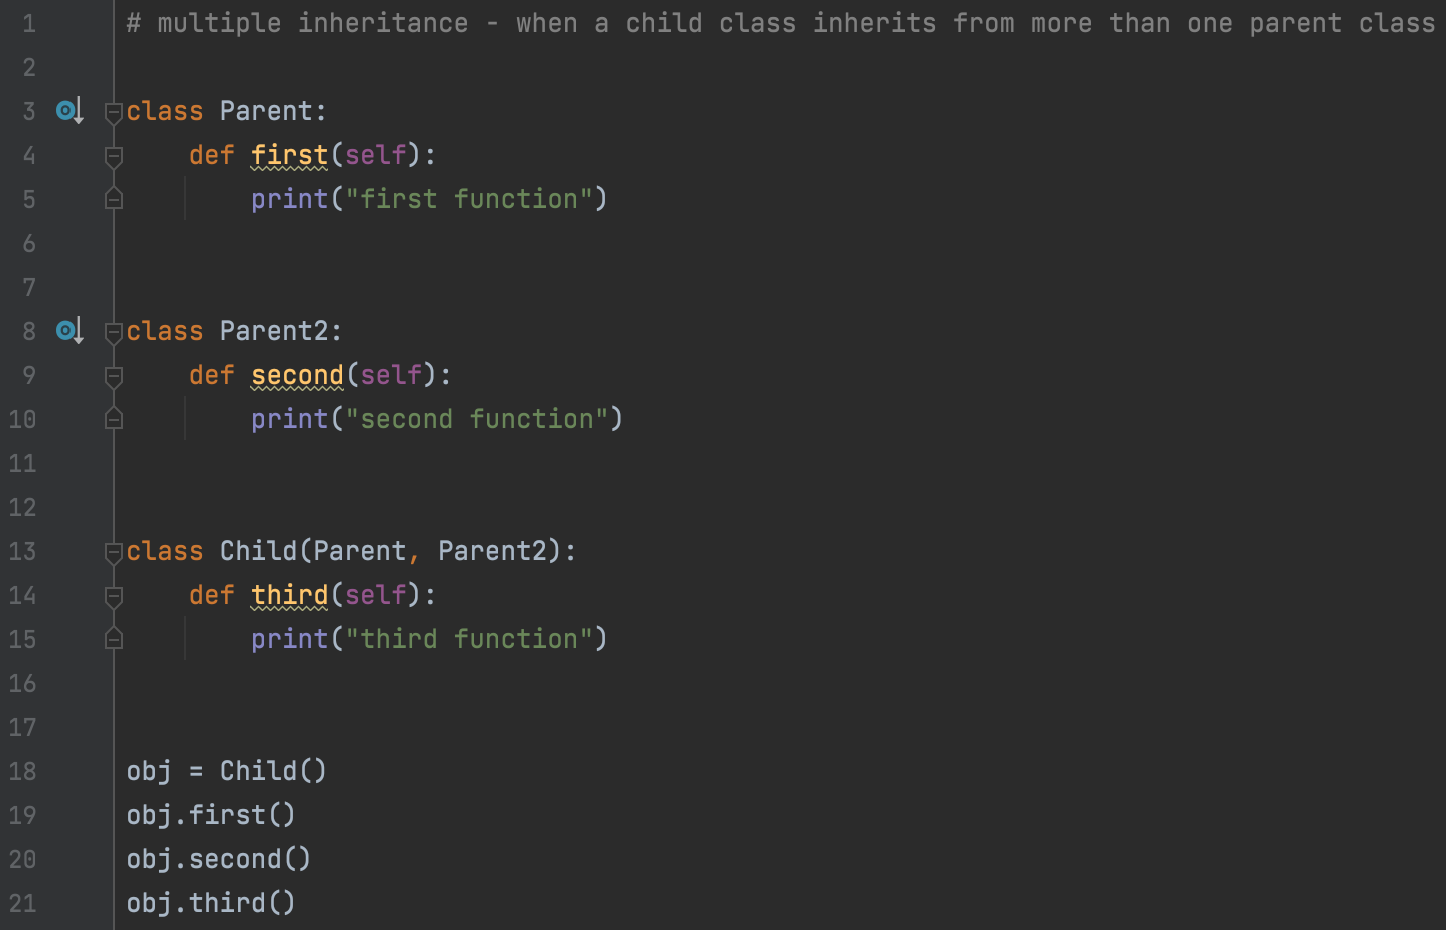 1 # multiple inheritance - when a child class inherits from more than one parent class
2
3 class Parent:
4     def first(self):
5         print("first function")
6
7
8 class Parent2:
9     def second(self):
10         print("second function")
11
12
13 class Child(Parent, Parent2):
14     def third(self):
15         print("third function")
16
17
18 obj = Child()
19 obj.first()
20 obj.second()
21 obj.third()